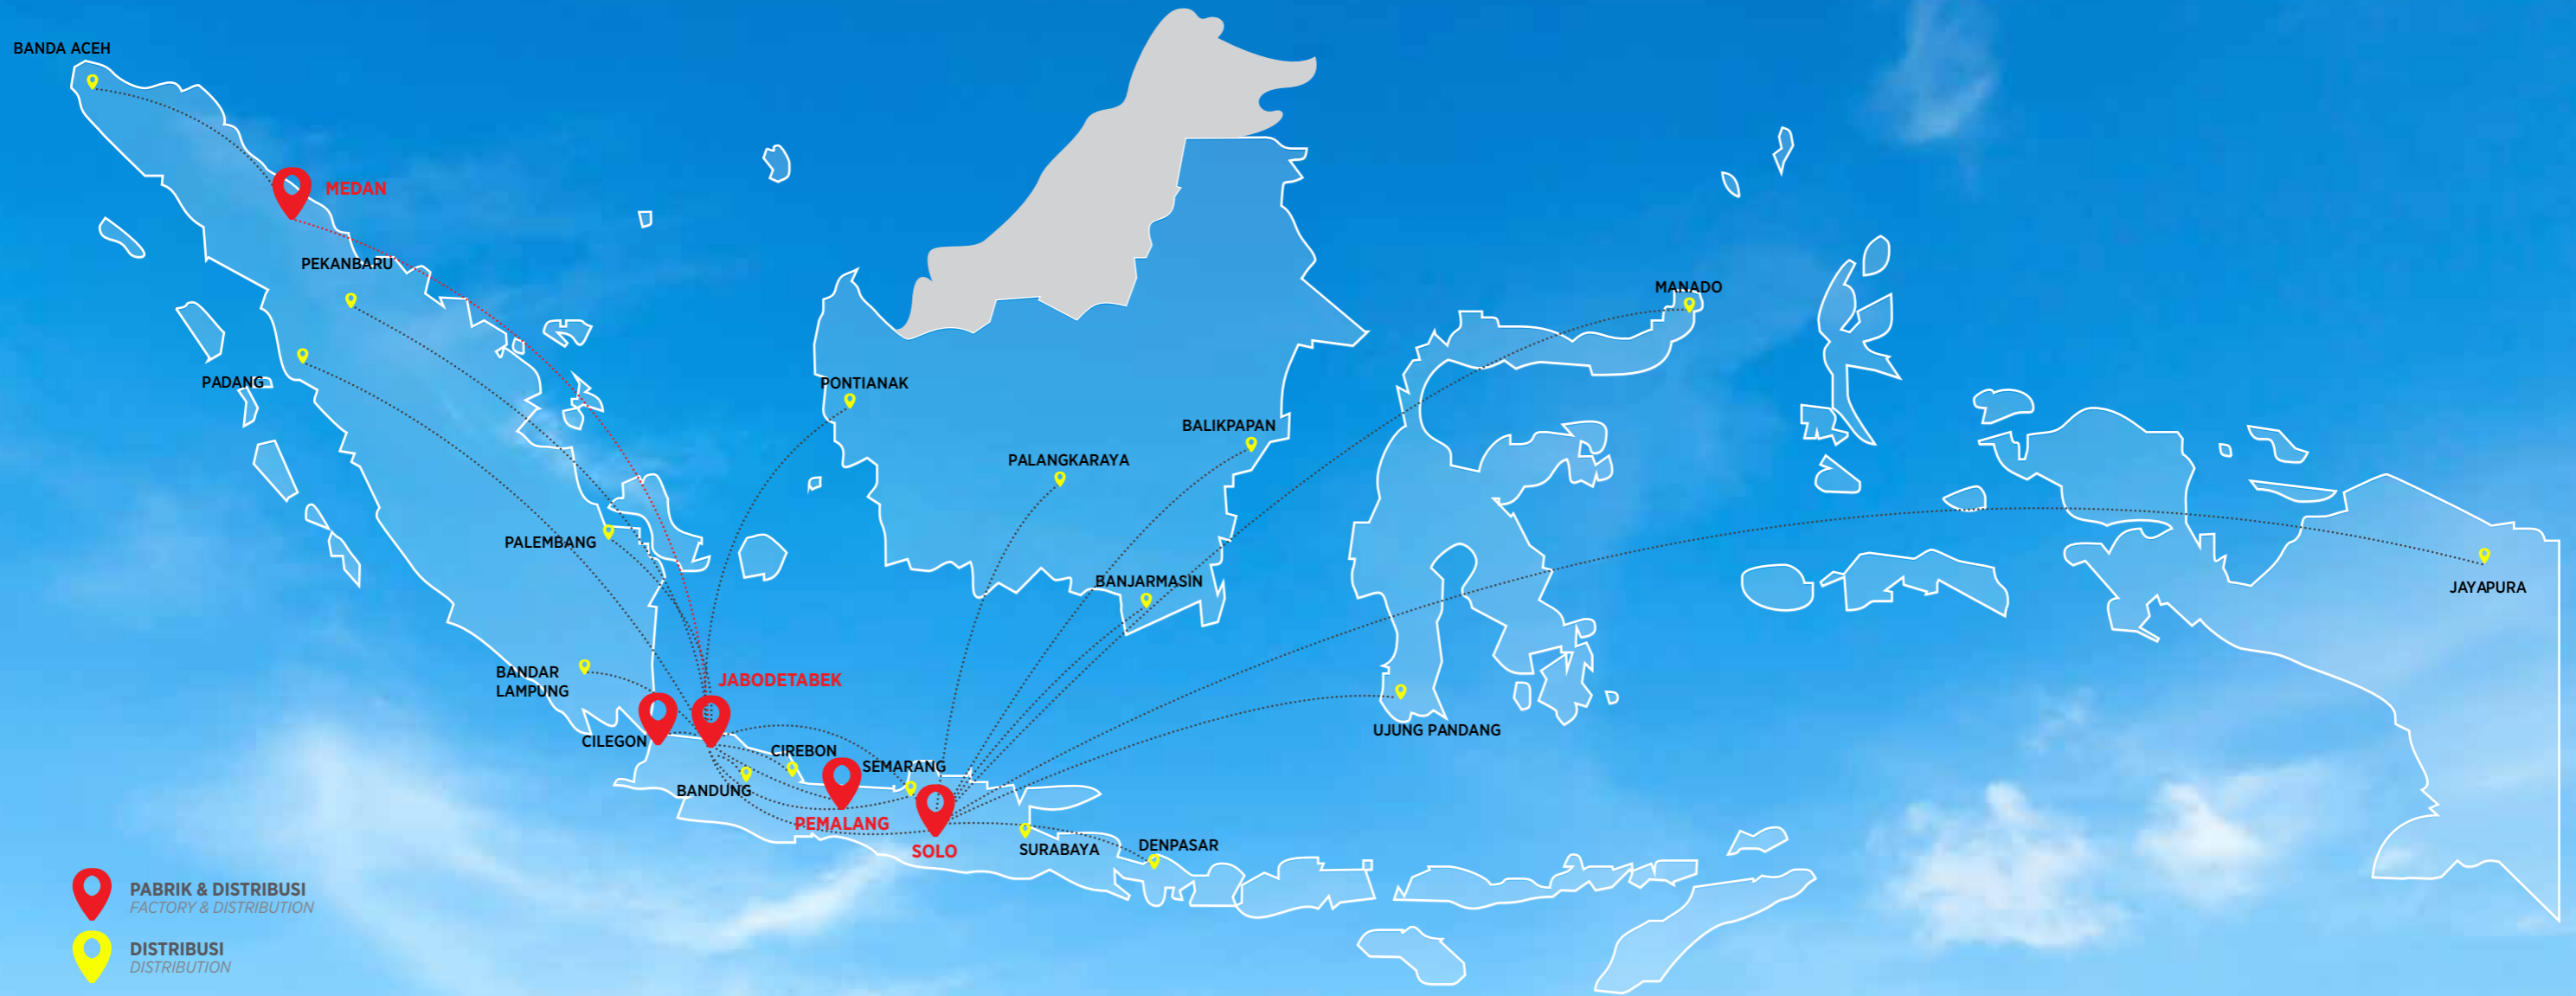 BANDA ACEH
MEDAN
PEKANBARU
MANADO
PADANG
PONTIANAK
BALIKPAPAN
PALANGKARAYA
PALEMBANG
BANJARMASIN
JAYAPURA
BANDAR
LAMPUNG
JABODETABEK
UJUNG PANDANG
CILEGON
CIREBON
SEMARANG
BANDUNG
PEMALANG
SOLO
SURABAYA
DENPASAR
PABRIK & DISTRIBUSI
FACTORY & DISTRIBUTION
DISTRIBUSI
DISTRIBUTION